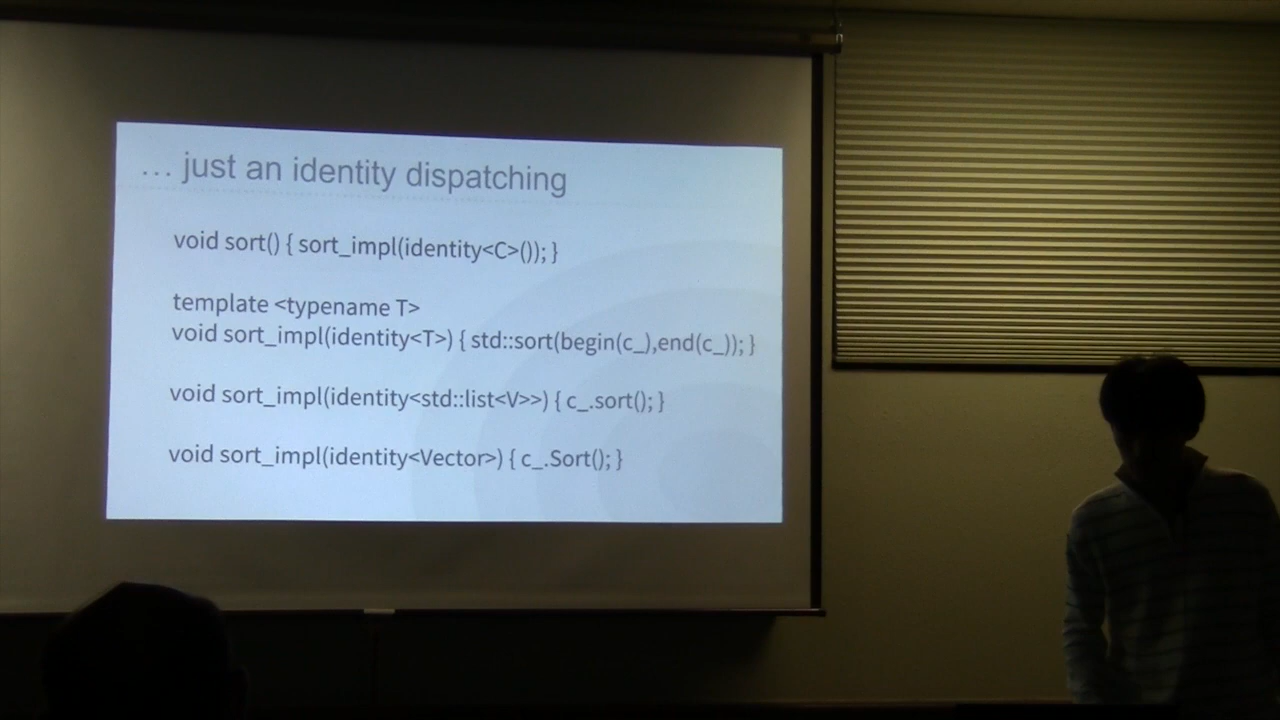 ... just an identity dispatching
void sort() { sort_impl(identity<C>()); }
template <typename T>
void sort_impl(identity<T>) { std::sort(begin(c_),end(c_)); }
void sort_impl(identity<std::list<V>>) { c_.sort(); }
void sort_impl(identity<Vector>) { c_.Sort(); }